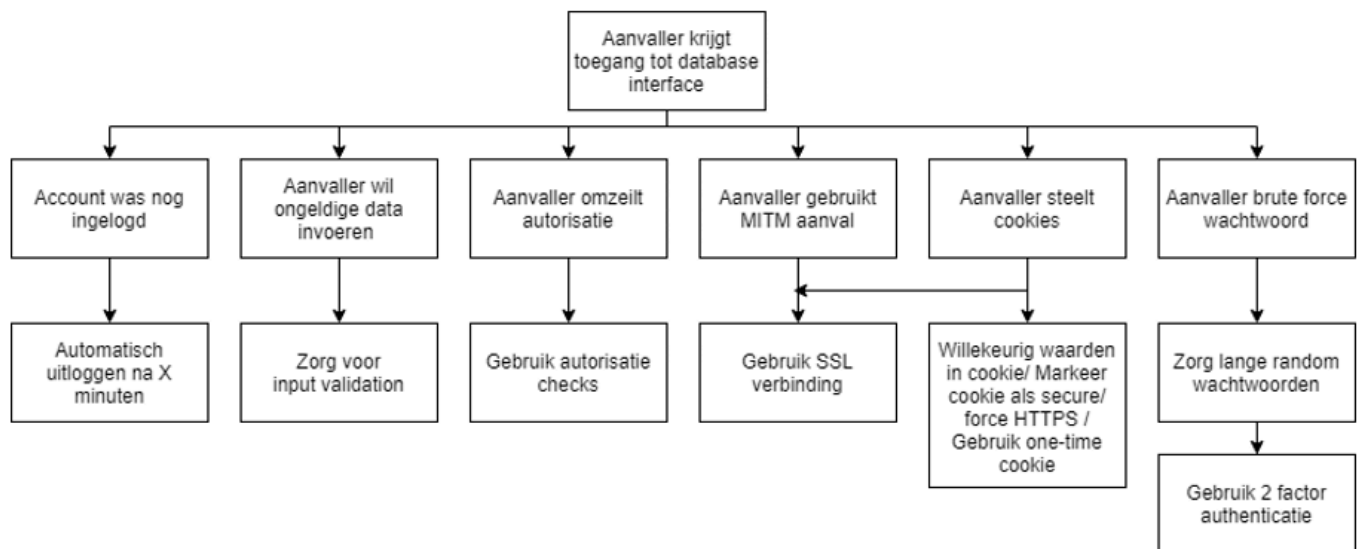 Aanvaller krijgt
toegang tot database
interface
Account was nog
ingelogd
Aanvaller wil
ongeldige data
invoeren
Aanvaller omzeilt
autorisatie
Aanvaller gebruikt
MITM aanval
Aanvaller steelt
cookies
Aanvaller brute force
wachtwoord
Automatisch
uitloggen na X
minuten
Zorg voor
input validation
Gebruik autorisatie
checks
Gebruik SSL
verbinding
Willekeurig waarden
in cookie/ Markeer
cookie als secure/
force HTTPS /
Gebruik one-time
cookie
Zorg lange random
wachtwoorden
Gebruik 2 factor
authenticatie